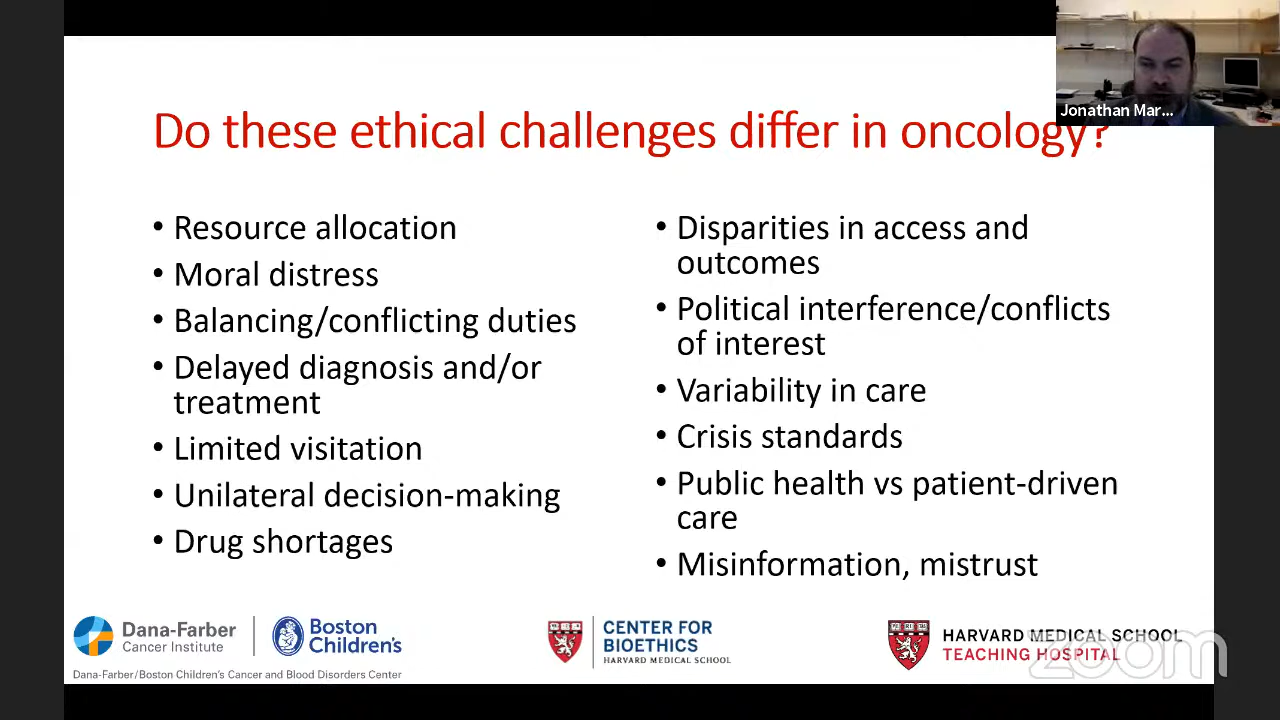 Jonathan Mar...
Do these ethical challenges differ in oncology?
• Resource allocation
• Moral distress
• Balancing/conflicting duties
• Delayed diagnosis and/or
treatment
• Limited visitation
• Unilateral decision-making
• Drug shortages
• Disparities in access and
outcomes
• Political interference/conflicts
of interest
• Variability in care
• Crisis standards
• Public health vs patient-driven
care
• Misinformation, mistrust
Dana-Farber
Cancer Institute
Boston
Children's
Dana-Farber/Boston Children's Cancer and Blood Disorders Center
CENTER FOR
BIOETHICS
HARVARD MEDICAL SCHOOL
HARVARD MEDICAL SCHOOL
TEACHING HOSPITAL
zoom